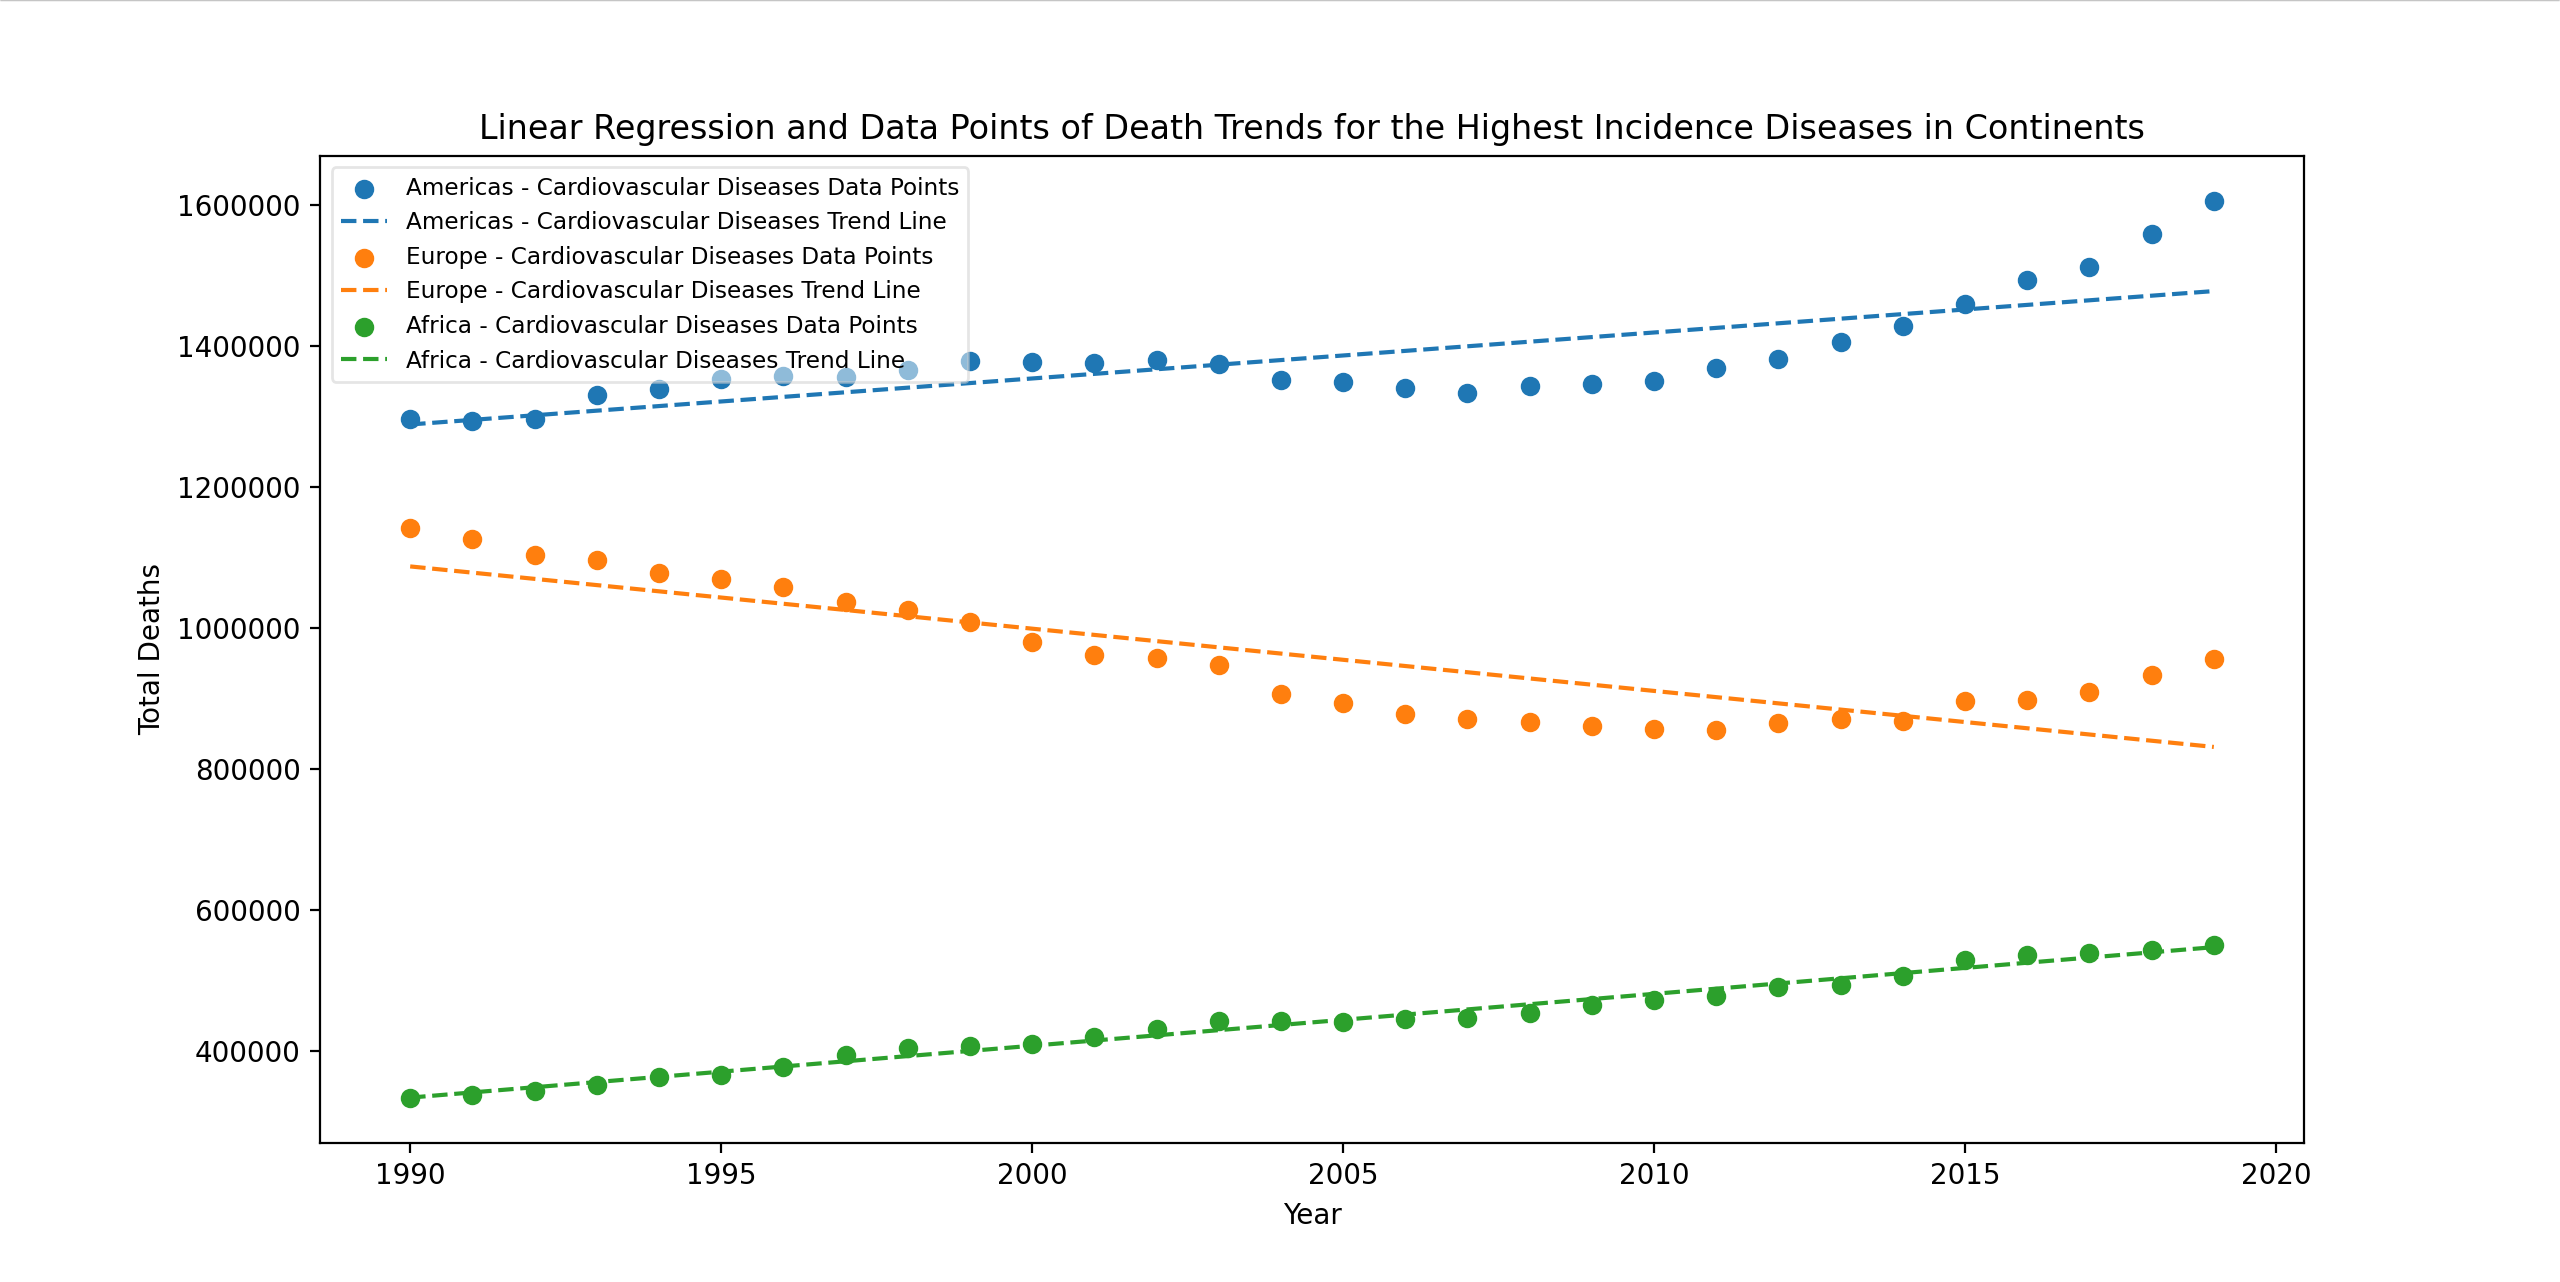 Linear Regression and Data Points of Death Trends for the Highest Incidence Diseases in Continents
Americas - Cardiovascular Diseases Data Points
Americas - Cardiovascular Diseases Trend Line
Europe - Cardiovascular Diseases Data Points
Europe - Cardiovascular Diseases Trend Line
Africa - Cardiovascular Diseases Data Points
Africa - Cardiovascular Diseases Trend Line
1600000
1400000
1200000
1000000
800000
600000
400000
Total Deaths
1990 1995 2000 2005 2010 2015 2020
Year